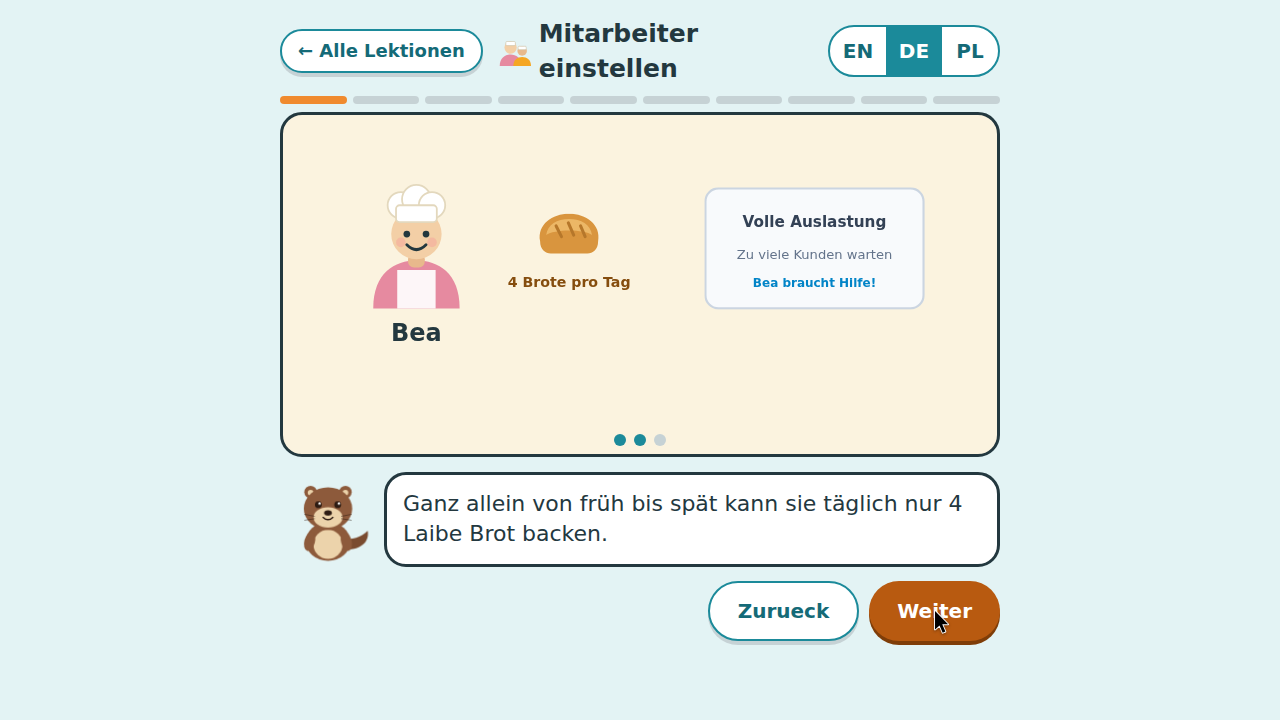 ← Alle Lektionen
Mitarbeiter
einstellen
EN DE PL
4 Brote pro Tag
Bea
Volle Auslastung
Zu viele Kunden warten
Bea braucht Hilfe!
Ganz allein von früh bis spät kann sie täglich nur 4
Laibe Brot backen.
Zurueck
Weiter